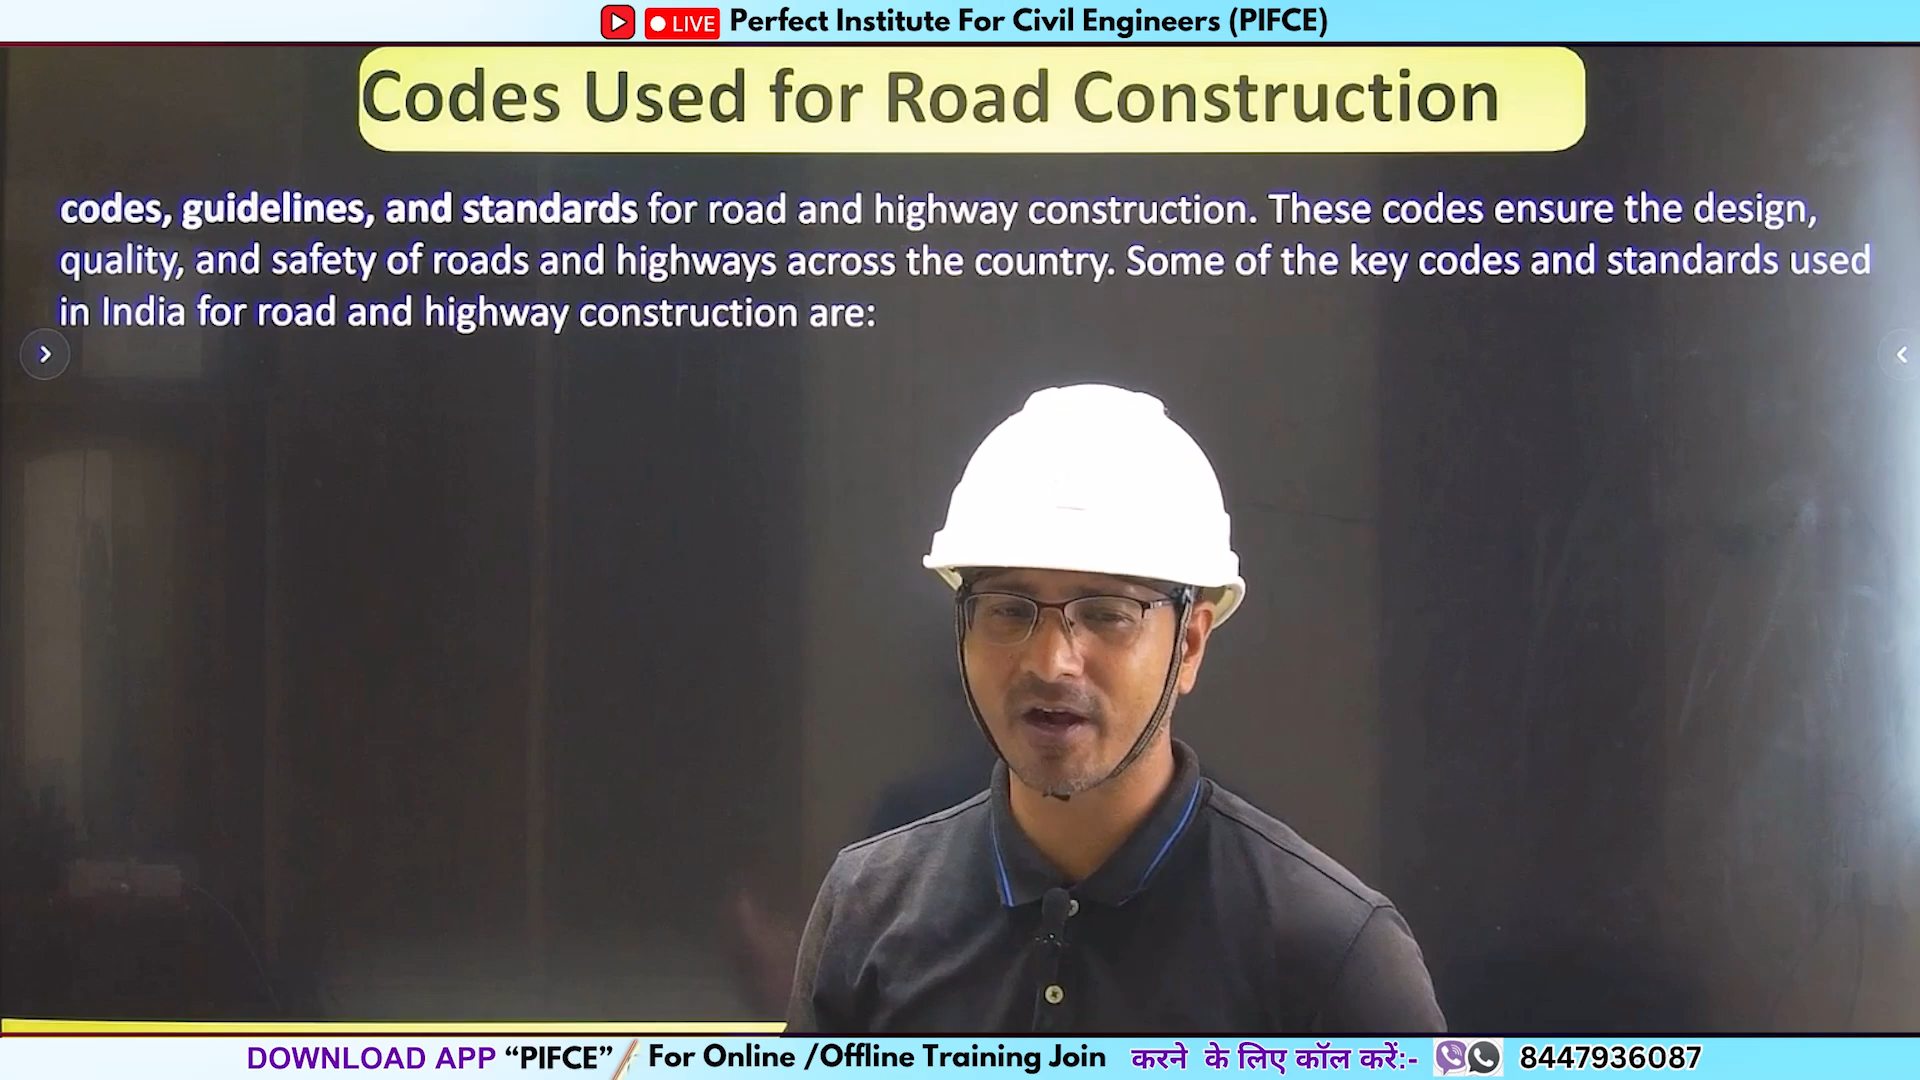 LIVE Perfect Institute For Civil Engineers (PIFCE)
Codes Used for Road Construction
codes, guidelines, and standards for road and highway construction. These codes ensure the design,
quality, and safety of roads and highways across the country. Some of the key codes and standards used
in India for road and highway construction are:
DOWNLOAD APP “PIFCE” / For Online /Offline Training Join करने के लिए कॉल करें:- 8447936087